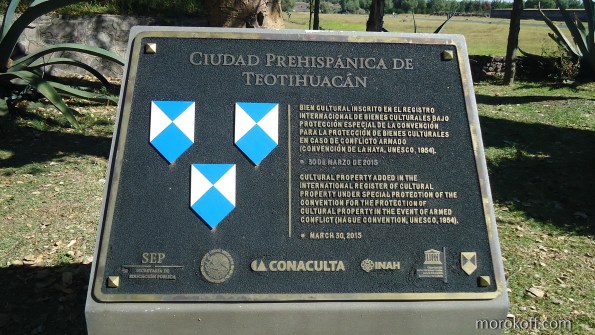 CIUDAD PREHISPÁNICA DE
TEOTIHUACÁN
BIEN CULTURAL INSCRITO EN EL REGISTRO
INTERNACIONAL DE BIENES CULTURALES BAJO
PROTECCIÓN ESPECIAL DE LA CONVENCIÓN
PARA LA PROTECCIÓN DE BIENES CULTURALES
EN CASO DE CONFLICTO ARMADO
(CONVENCIÓN DE LA HAYA, UNESCO, 1954).
30 DE MARZO DE 2015
CULTURAL PROPERTY ADDED IN THE
INTERNATIONAL REGISTER OF CULTURAL
PROPERTY UNDER SPECIAL PROTECTION OF THE
CONVENTION FOR THE PROTECTION OF
CULTURAL PROPERTY IN THE EVENT OF ARMED
CONFLICT (HAGUE CONVENTION, UNESCO, 1954).
MARCH 30, 2015
SEP
SECRETARÍA DE
EDUCACIÓN PÚBLICA
CONACULTA
INAH
morokoff.com